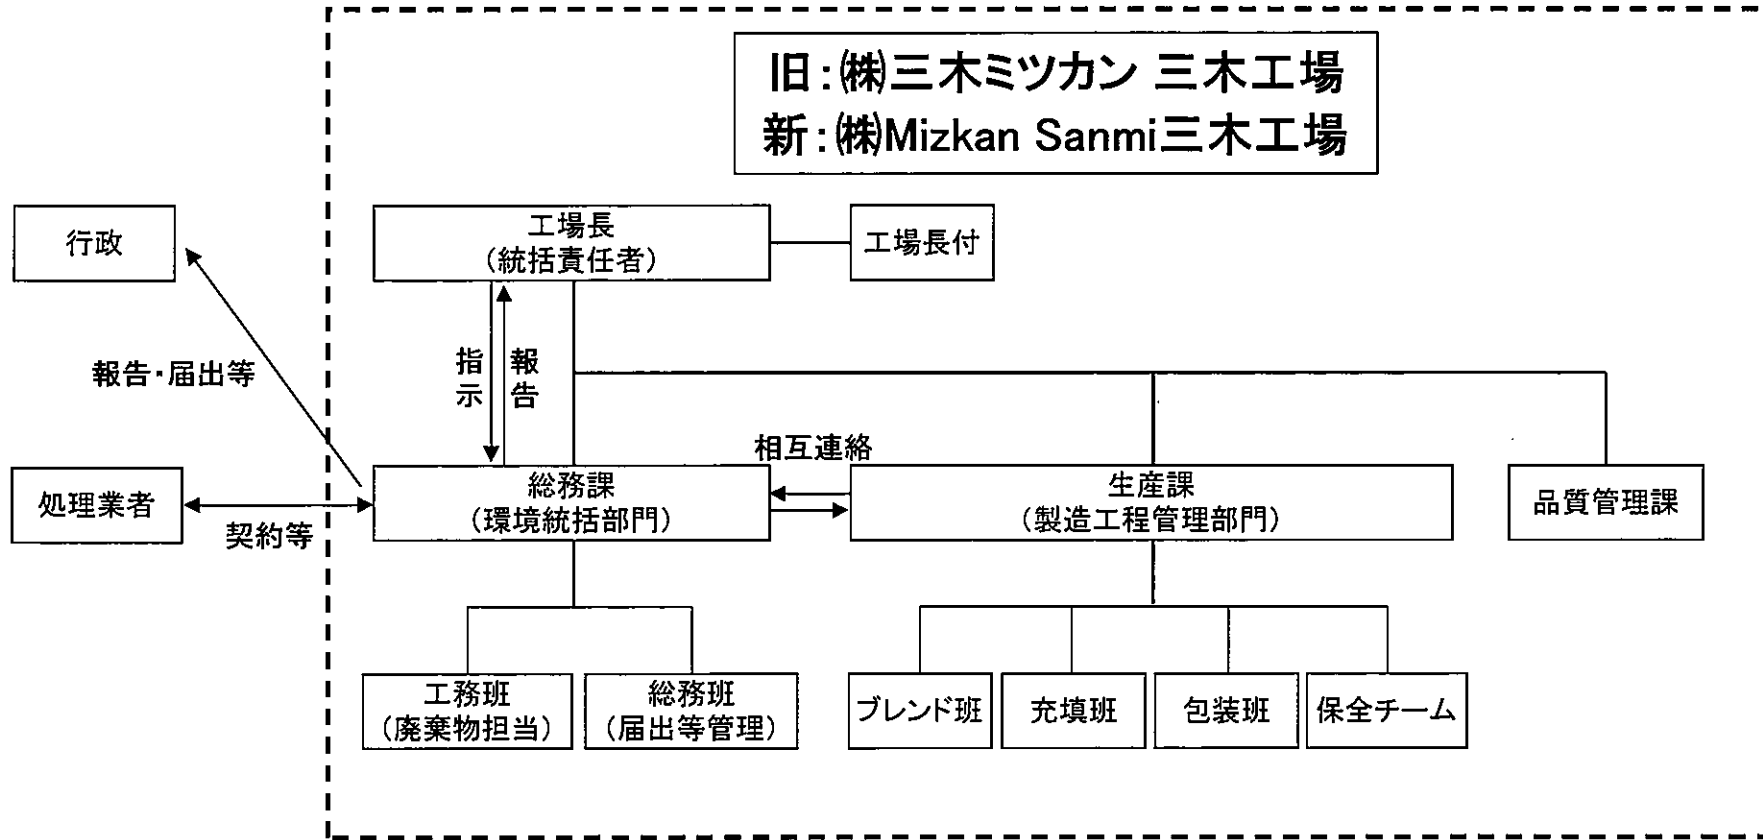 旧:㈱三木ミツカン 三木工場
新:㈱Mizkan Sanmi三木工場
行政
工場長
(統括責任者)
工場長付
報告・届出等
指示
報告
相互連絡
処理業者
契約等
総務課
(環境統括部門)
生産課
(製造工程管理部門)
品質管理課
工務班
(廃棄物担当)
総務班
(届出等管理)
ブレンド班
充填班
包装班
保全チーム